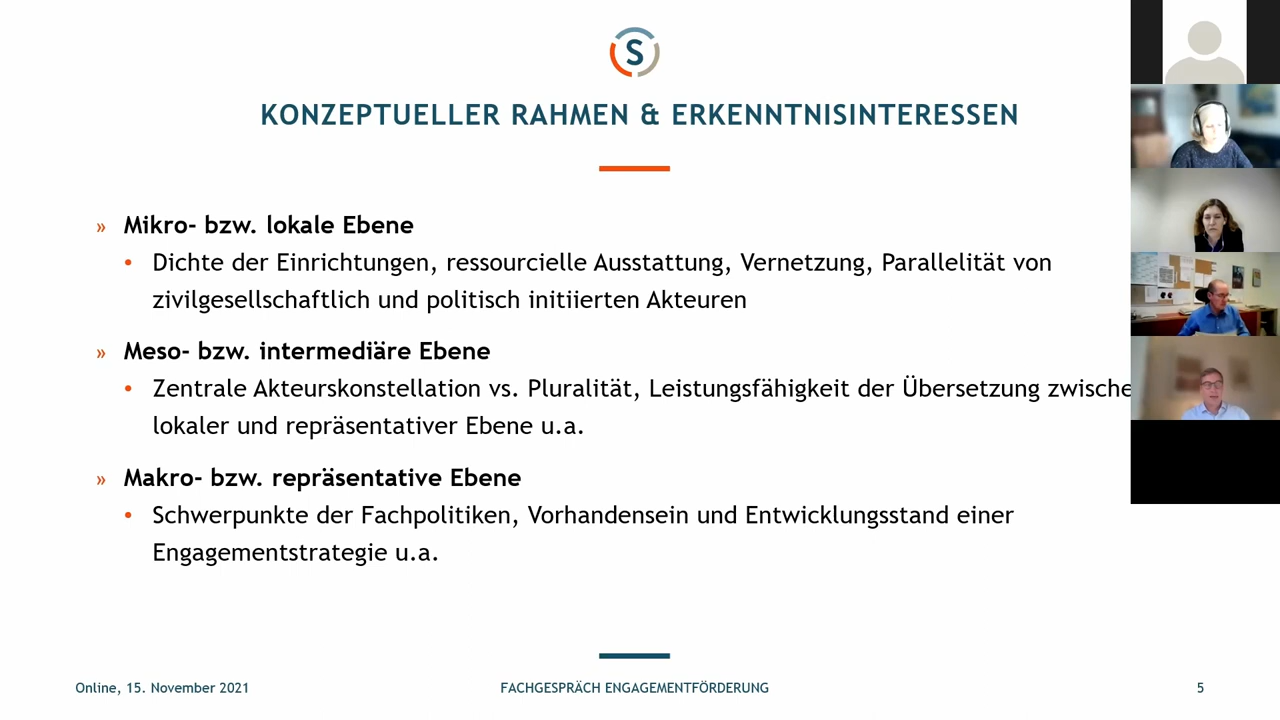 S
KONZEPTUELLER RAHMEN & ERKENNTNISINTERESSEN
» Mikro- bzw. lokale Ebene
• Dichte der Einrichtungen, ressourcielle Ausstattung, Vernetzung, Parallelität von
zivilgesellschaftlich und politisch initiierten Akteuren
» Meso- bzw. intermediäre Ebene
• Zentrale Akteurskonstellation vs. Pluralität, Leistungsfähigkeit der Übersetzung zwische
lokaler und repräsentativer Ebene u.a.
» Makro- bzw. repräsentative Ebene
• Schwerpunkte der Fachpolitiken, Vorhandensein und Entwicklungsstand einer
Engagementstrategie u.a.
Online, 15. November 2021
FACHGESPRÄCH ENGAGEMENTFÖRDERUNG
5